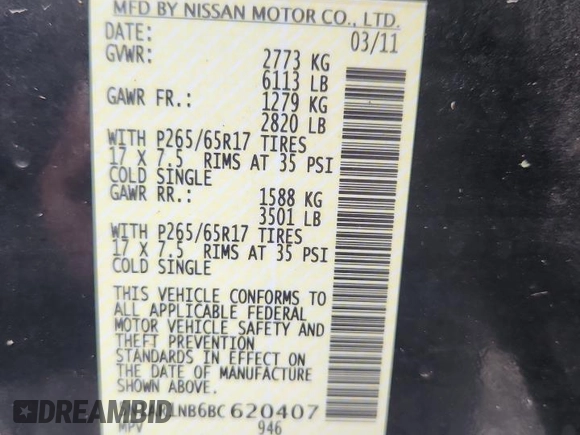 MFD BY NISSAN MOTOR CO., LTD.
DATE: 03/11
GVWR: 2773 KG
6113 LB
GAWR FR.: 1279 KG
2820 LB
WITH P265/65R17 TIRES
17 X 7.5 RIMS AT 35 PSI
COLD SINGLE
GAWR RR.: 1588 KG
3501 LB
WITH P265/65R17 TIRES
17 X 7.5 RIMS AT 35 PSI
COLD SINGLE
THIS VEHICLE CONFORMS TO
ALL APPLICABLE FEDERAL
MOTOR VEHICLE SAFETY AND
THEFT PREVENTION
STANDARDS IN EFFECT ON
THE DATE OF MANUFACTURE
SHOWN ABOVE.
1NB6BC 620407
MPV 946
DREAMBID